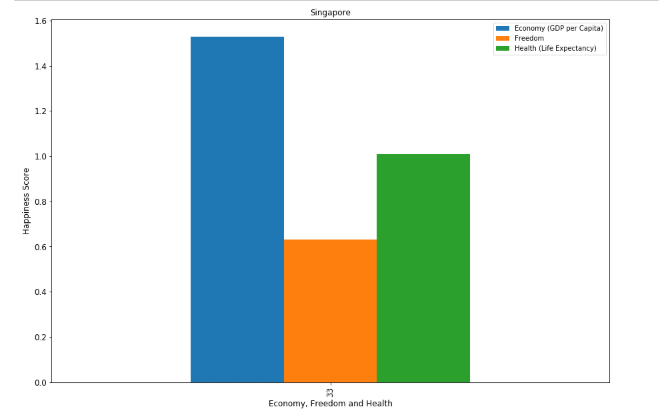 Singapore
Economy (GDP per Capita)
Freedom
Health (Life Expectancy)
1.6
1.4
1.2
1.0
0.8
0.6
0.4
0.2
0.0
Happiness Score
33
Economy, Freedom and Health